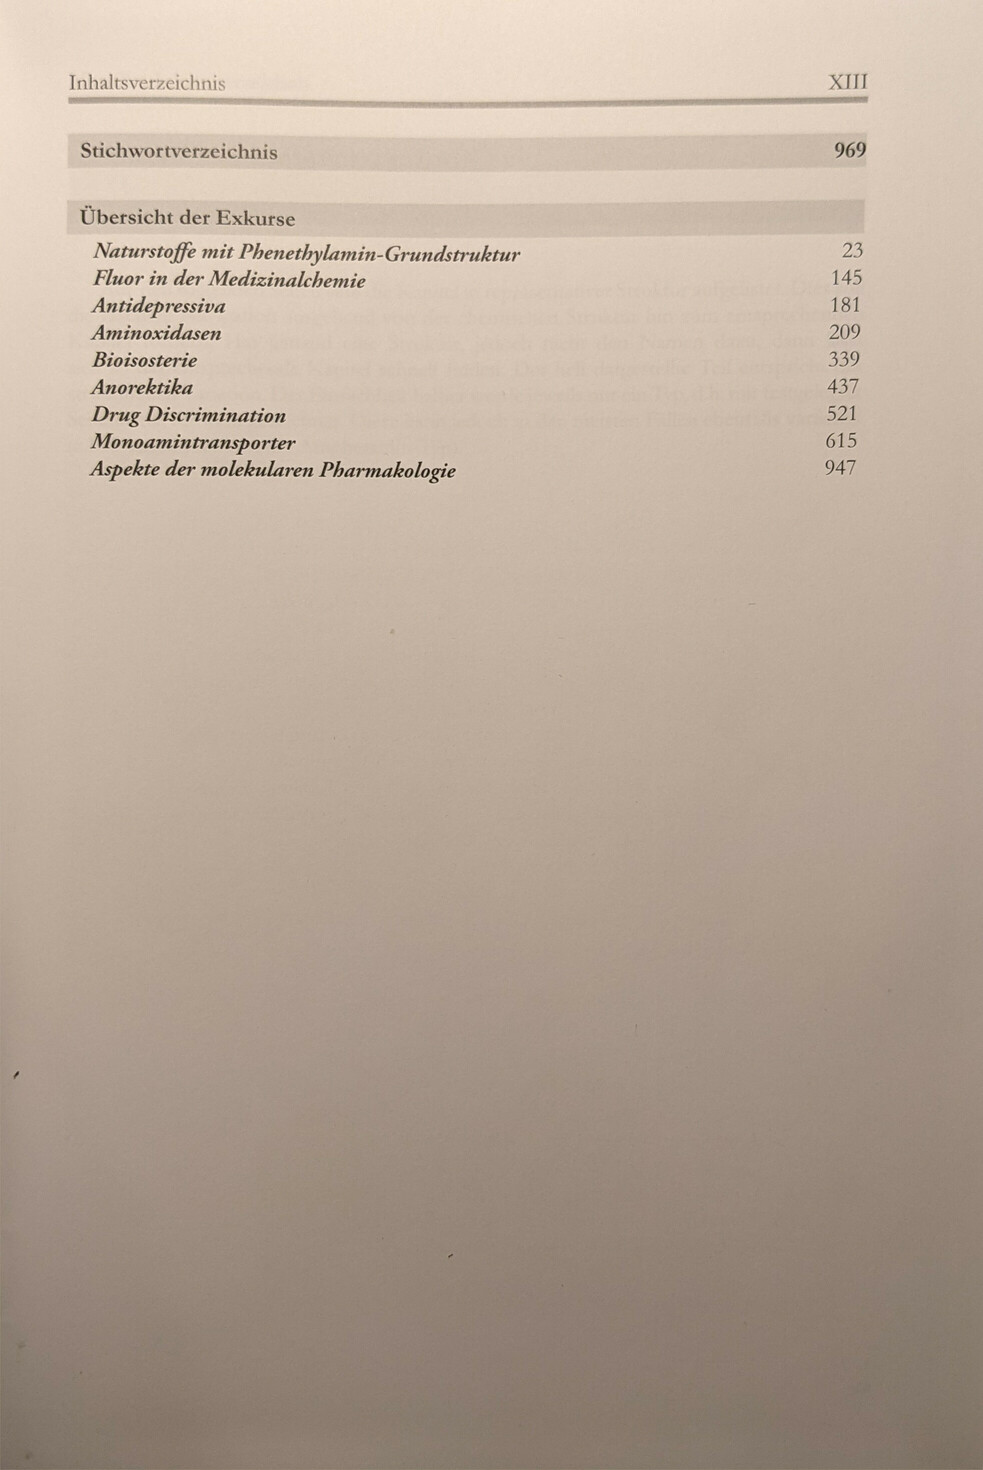 Inhaltsverzeichnis XIII
Stichwortverzeichnis 969
Übersicht der Exkurse
Naturstoffe mit Phenethylamin-Grundstruktur 23
Fluor in der Medizinalchemie 145
Antidepressiva 181
Aminoxidasen 209
Bioisosterie 339
Anorektika 437
Drug Discrimination 521
Monoamintransporter 615
Aspekte der molekularen Pharmakologie 947